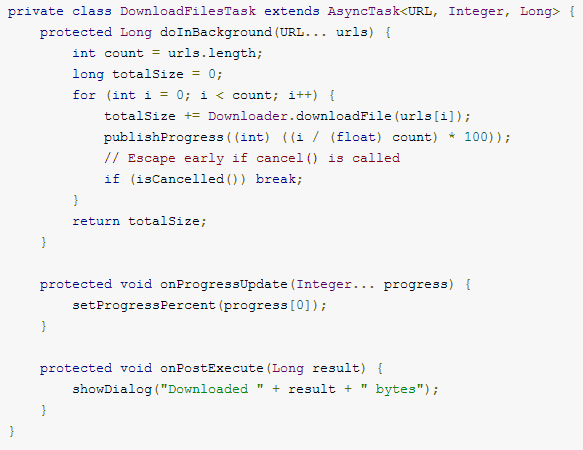 private class DownloadFilesTask extends AsyncTask<URL, Integer, Long> {
    protected Long doInBackground(URL... urls) {
        int count = urls.length;
        long totalSize = 0;
        for (int i = 0; i < count; i++) {
            totalSize += Downloader.downloadFile(urls[i]);
            publishProgress((int) ((i / (float) count) * 100));
            // Escape early if cancel() is called
            if (isCancelled()) break;
        }
        return totalSize;
    }

    protected void onProgressUpdate(Integer... progress) {
        setProgressPercent(progress[0]);
    }

    protected void onPostExecute(Long result) {
        showDialog("Downloaded " + result + " bytes");
    }
}